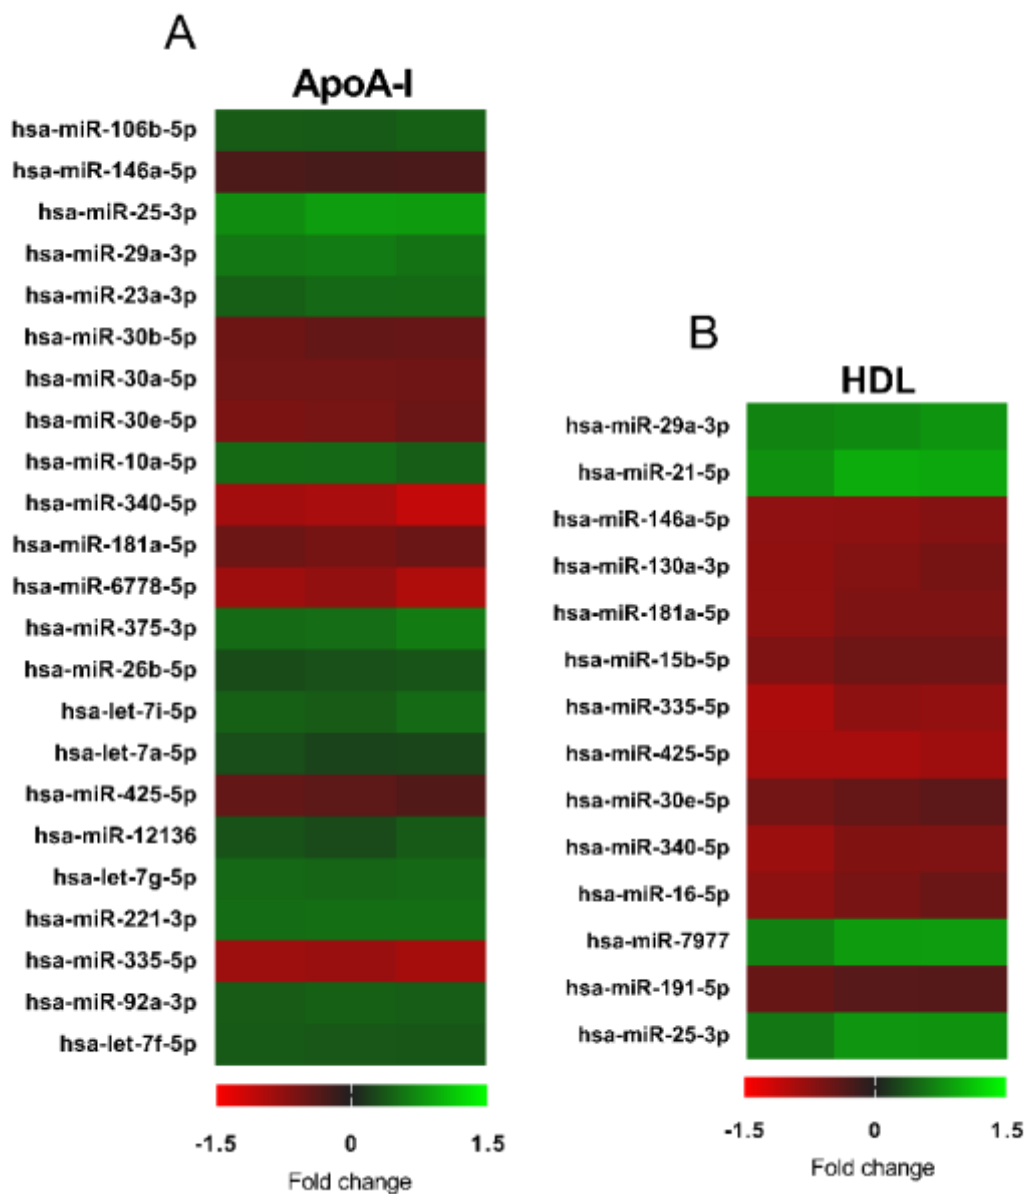 A
ApoA-I
hsa-miR-106b-5p
hsa-miR-146a-5p
hsa-miR-25-3p
hsa-miR-29a-3p
hsa-miR-23a-3p
hsa-miR-30b-5p
hsa-miR-30a-5p
hsa-miR-30e-5p
hsa-miR-10a-5p
hsa-miR-340-5p
hsa-miR-181a-5p
hsa-miR-6778-5p
hsa-miR-375-3p
hsa-miR-26b-5p
hsa-let-7i-5p
hsa-let-7a-5p
hsa-miR-425-5p
hsa-miR-12136
hsa-let-7g-5p
hsa-miR-221-3p
hsa-miR-335-5p
hsa-miR-92a-3p
hsa-let-7f-5p
-1.5 0 1.5
Fold change
B
HDL
hsa-miR-29a-3p
hsa-miR-21-5p
hsa-miR-146a-5p
hsa-miR-130a-3p
hsa-miR-181a-5p
hsa-miR-15b-5p
hsa-miR-335-5p
hsa-miR-425-5p
hsa-miR-30e-5p
hsa-miR-340-5p
hsa-miR-16-5p
hsa-miR-7977
hsa-miR-191-5p
hsa-miR-25-3p
-1.5 0 1.5
Fold change